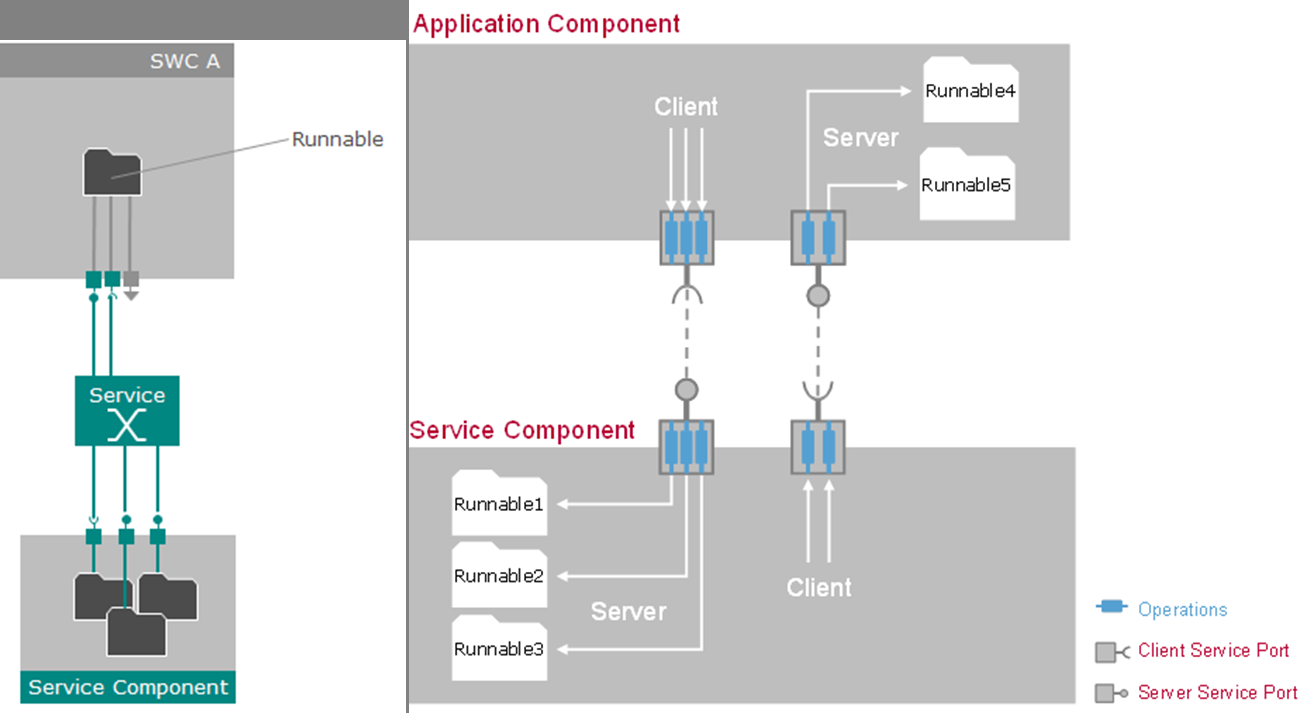 SWC A
Runnable
Service
Service Component
Application Component
Client
Runnable4
Server
Runnable5
Service Component
Runnable1
Runnable2
Server
Runnable3
Client
Operations
Client Service Port
Server Service Port